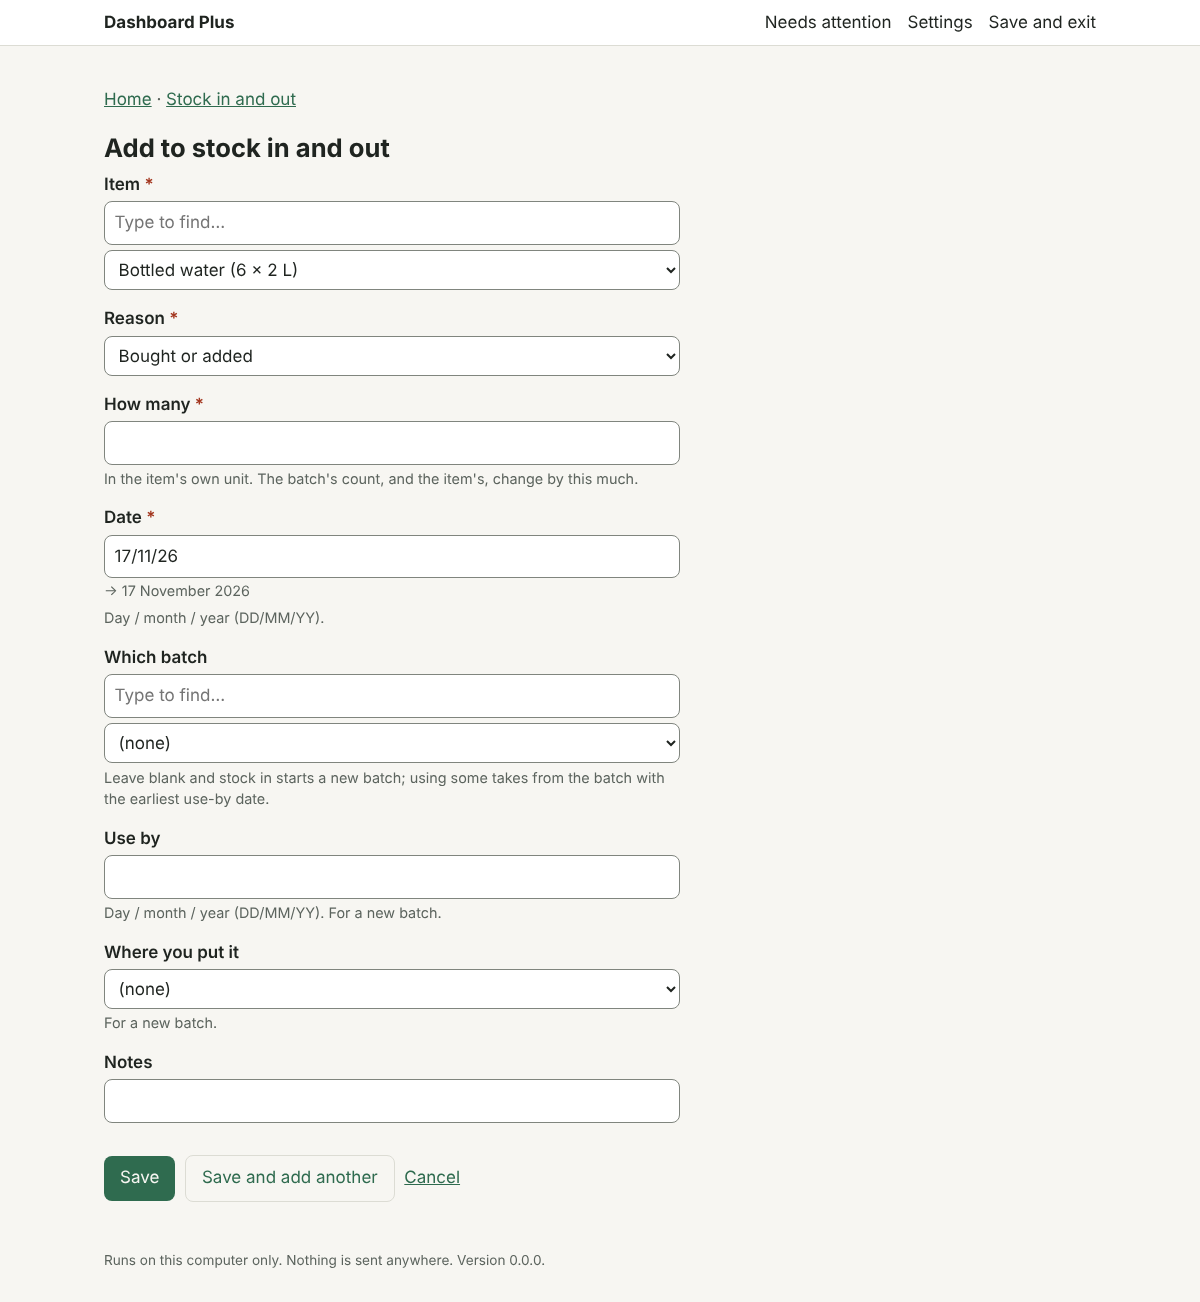 Dashboard Plus
Needs attention Settings Save and exit
Home · Stock in and out
Add to stock in and out
Item *
Type to find...
Bottled water (6 × 2 L)
Reason *
Bought or added
How many *
In the item's own unit. The batch's count, and the item's, change by this much.
Date *
17/11/26
→ 17 November 2026
Day / month / year (DD/MM/YY).
Which batch
Type to find...
(none)
Leave blank and stock in starts a new batch; using some takes from the batch with
the earliest use-by date.
Use by
Day / month / year (DD/MM/YY). For a new batch.
Where you put it
(none)
For a new batch.
Notes
Save Save and add another Cancel
Runs on this computer only. Nothing is sent anywhere. Version 0.0.0.